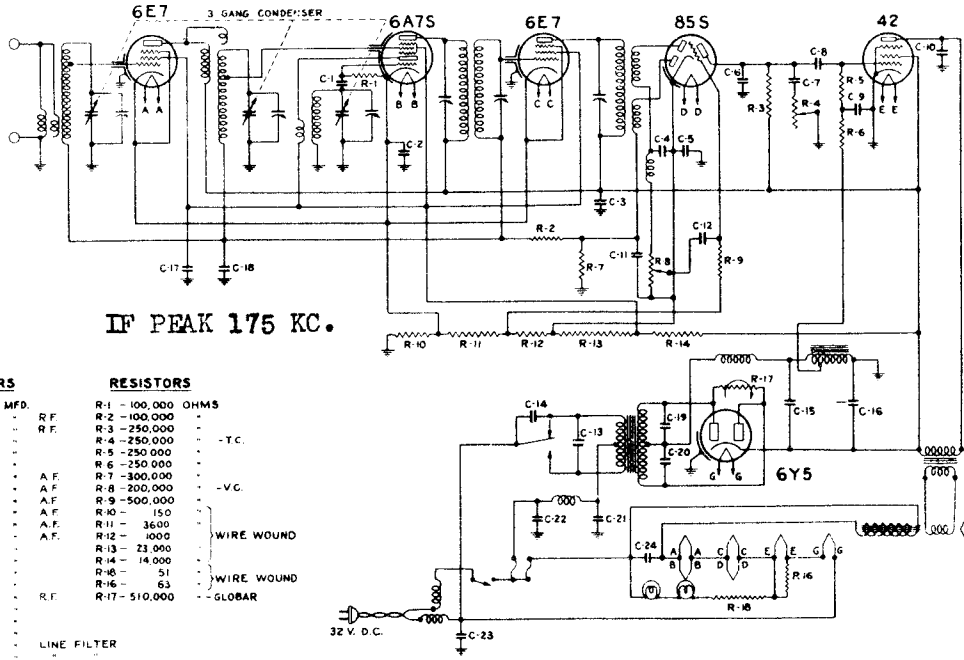 6E7
3 GANG CONDENSER
6A7S
6E7
85S
42
C-1
R-1
A A
B B
C C
D D
E E
C-2
C-3
C-4
C-5
C-6
R-3
C-7
R-4
C-8
R-5
C-9
R-6
C-10
R-2
R-7
C-11
R-8
C-12
R-9
C-17
C-18
IF PEAK 175 KC.
R-10
R-11
R-12
R-13
R-14
RS
MFD.
" R.F.
" R.F.
" A.F.
" A.F.
" A.F.
" A.F.
" A.F.
" A.F.
" R.F.
" LINE FILTER
RESISTORS
R-1 - 100,000 OHMS
R-2 - 100,000 "
R-3 - 250,000 "
R-4 - 250,000 " - T.C.
R-5 - 250 000 "
R 6 - 250 000 "
R-7 - 300,000 "
R-8 - 200,000 " - V.C.
R-9 - 500,000 "
R-10 - 150 "
R-11 - 3600 "
R-12 - 1000 "
WIRE WOUND
R-13 - 23,000 "
R-14 - 14,000 "
R-18 - 51 "
R-16 - 63 "
WIRE WOUND
R-17 - 510,000 " - GLOBAR
C-14
C-13
C-19
C-20
R-17
G G
6Y5
C-15
C-16
C-22
C-21
C-24
A A
B B
C C
D D
E E
G G
R-16
R-18
32 V. D.C.
C-23